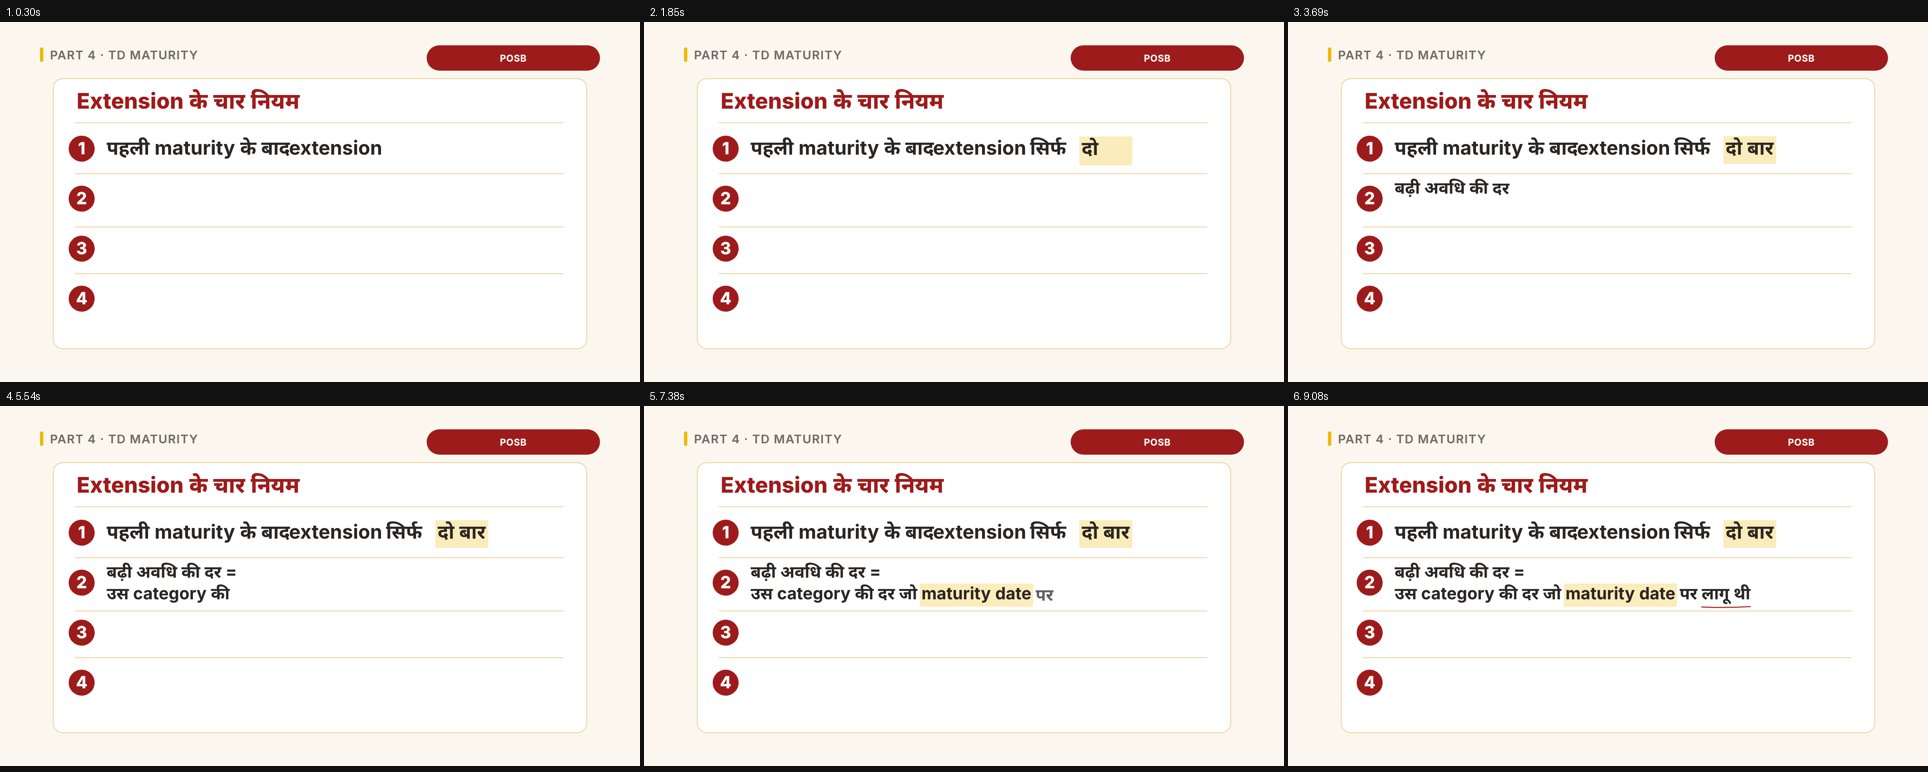 1. 0.30s
PART 4 · TD MATURITY
POSB
Extension के चार नियम
1 पहली maturity के बादextension
2
3
4
2. 1.85s
PART 4 · TD MATURITY
POSB
Extension के चार नियम
1 पहली maturity के बादextension सिर्फ दो
2
3
4
3. 3.69s
PART 4 · TD MATURITY
POSB
Extension के चार नियम
1 पहली maturity के बादextension सिर्फ दो बार
2 बढ़ी अवधि की दर
3
4
4. 5.54s
PART 4 · TD MATURITY
POSB
Extension के चार नियम
1 पहली maturity के बादextension सिर्फ दो बार
2 बढ़ी अवधि की दर =
उस category की
3
4
5. 7.38s
PART 4 · TD MATURITY
POSB
Extension के चार नियम
1 पहली maturity के बादextension सिर्फ दो बार
2 बढ़ी अवधि की दर =
उस category की दर जो maturity date पर
3
4
6. 9.08s
PART 4 · TD MATURITY
POSB
Extension के चार नियम
1 पहली maturity के बादextension सिर्फ दो बार
2 बढ़ी अवधि की दर =
उस category की दर जो maturity date पर लागू थी
3
4